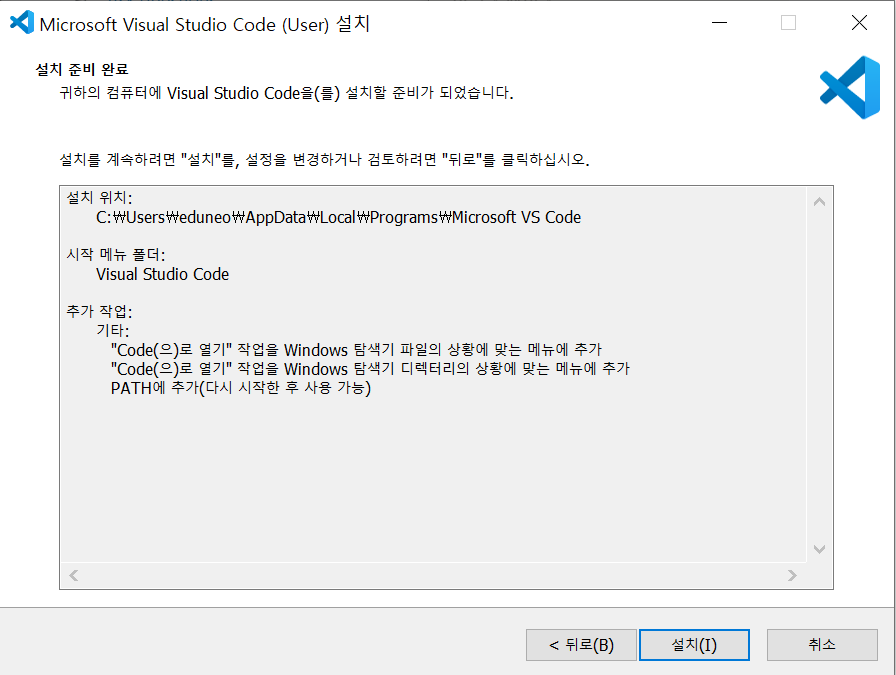 Microsoft Visual Studio Code (User) 설치
설치 준비 완료
귀하의 컴퓨터에 Visual Studio Code을(를) 설치할 준비가 되었습니다.
설치를 계속하려면 "설치"를, 설정을 변경하거나 검토하려면 "뒤로"를 클릭하십시오.
설치 위치:
C:₩Users₩eduneo₩AppData₩Local₩Programs₩Microsoft VS Code
시작 메뉴 폴더:
Visual Studio Code
추가 작업:
기타:
"Code(으)로 열기" 작업을 Windows 탐색기 파일의 상황에 맞는 메뉴에 추가
"Code(으)로 열기" 작업을 Windows 탐색기 디렉터리의 상황에 맞는 메뉴에 추가
PATH에 추가(다시 시작한 후 사용 가능)
< 뒤로(B) 설치(I) 취소